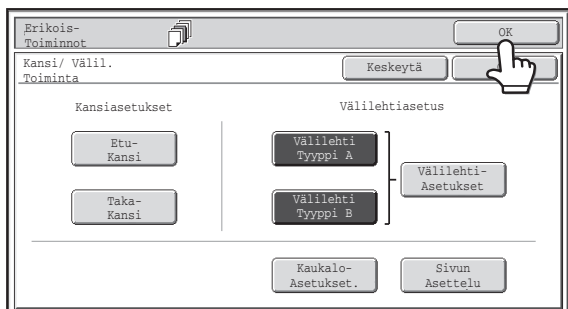 Erikois-
Toiminnot
OK
Kansi/ Välil.
Toiminta
Keskeytä
Kansiasetukset
Välilehtiasetus
Etu-
Kansi
Välilehti
Tyyppi A
Välilehti-
Asetukset
Taka-
Kansi
Välilehti
Tyyppi B
Kaukalo-
Asetukset.
Sivun
Asettelu